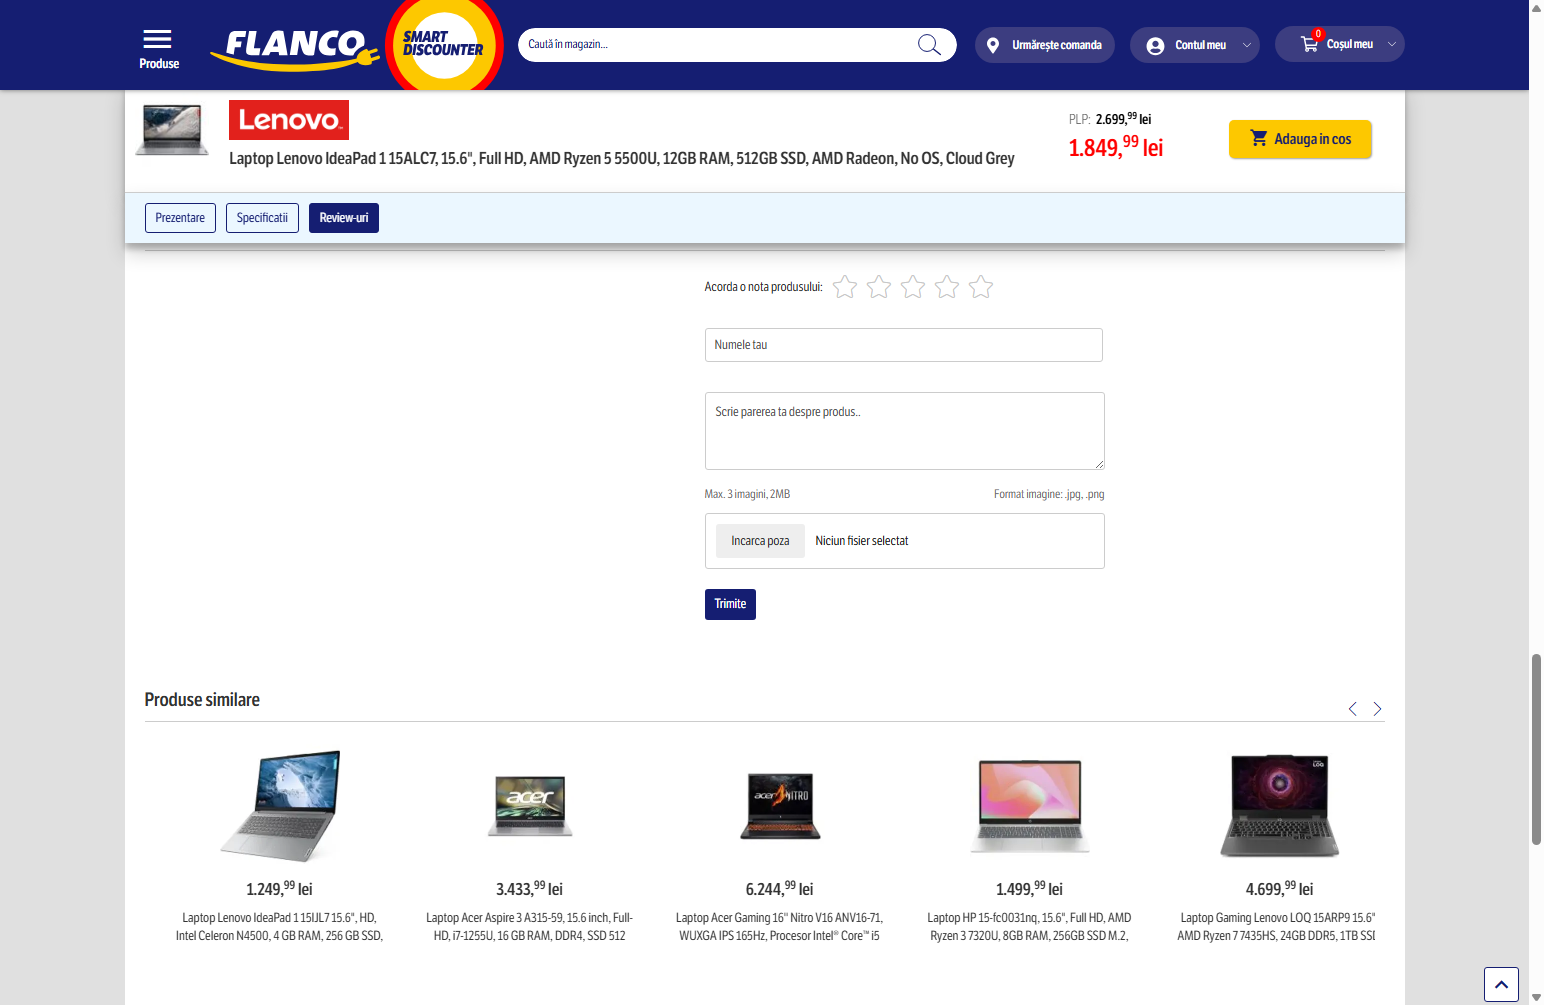 Produse
FLANCO
SMART
DISCOUNTER
Caută în magazin...
Urmărește comanda
Contul meu
0
Coșul meu
Lenovo
Laptop Lenovo IdeaPad 1 15ALC7, 15.6", Full HD, AMD Ryzen 5 5500U, 12GB RAM, 512GB SSD, AMD Radeon, No OS, Cloud Grey
PLP: 2.699,99 lei
1.849,99 lei
Adauga in cos
Prezentare
Specificatii
Review-uri
Acorda o nota produsului:
Numele tau
Scrie parerea ta despre produs..
Max. 3 imagini, 2MB
Format imagine: .jpg, .png
Incarca poza
Niciun fisier selectat
Trimite
Produse similare
acer
acer NITRO
LOQ
1.249,99 lei
Laptop Lenovo IdeaPad 1 15IJL7 15.6", HD,
Intel Celeron N4500, 4 GB RAM, 256 GB SSD,
3.433,99 lei
Laptop Acer Aspire 3 A315-59, 15.6 inch, Full-
HD, i7-1255U, 16 GB RAM, DDR4, SSD 512
6.244,99 lei
Laptop Acer Gaming 16" Nitro V16 ANV16-71,
WUXGA IPS 165Hz, Procesor Intel® Core™ i5
1.499,99 lei
Laptop HP 15-fc0031nq, 15.6", Full HD, AMD
Ryzen 3 7320U, 8GB RAM, 256GB SSD M.2,
4.699,99 lei
Laptop Gaming Lenovo LOQ 15ARP9 15.6"
AMD Ryzen 7 7435HS, 24GB DDR5, 1TB SSD